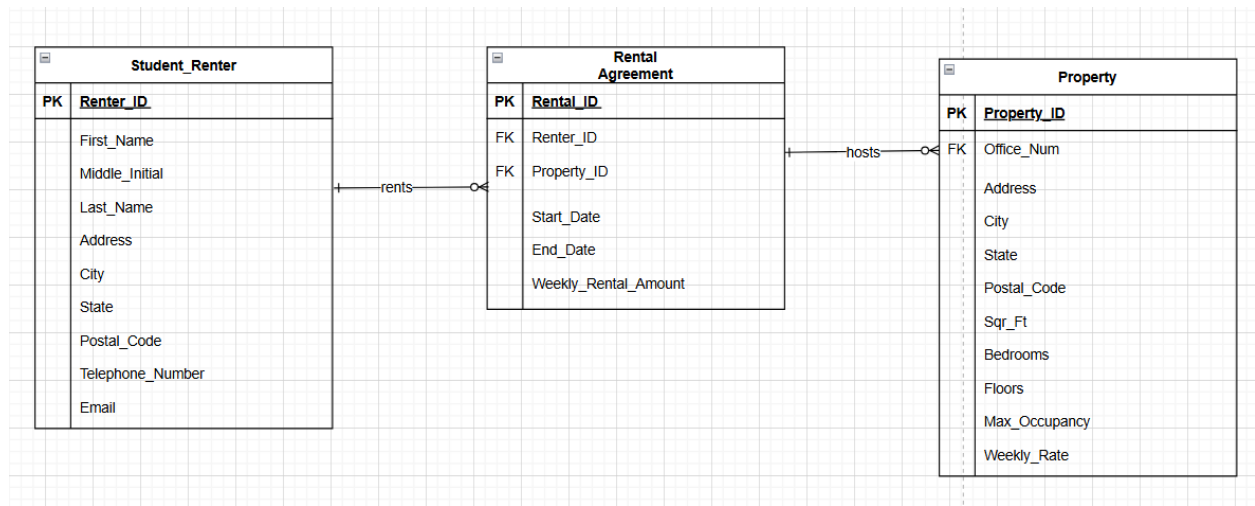 Student_Renter
PK Renter_ID
First_Name
Middle_Initial
Last_Name
Address
City
State
Postal_Code
Telephone_Number
Email
rents
Rental
Agreement
PK Rental_ID
FK Renter_ID
FK Property_ID
Start_Date
End_Date
Weekly_Rental_Amount
hosts
Property
PK Property_ID
FK Office_Num
Address
City
State
Postal_Code
Sqr_Ft
Bedrooms
Floors
Max_Occupancy
Weekly_Rate